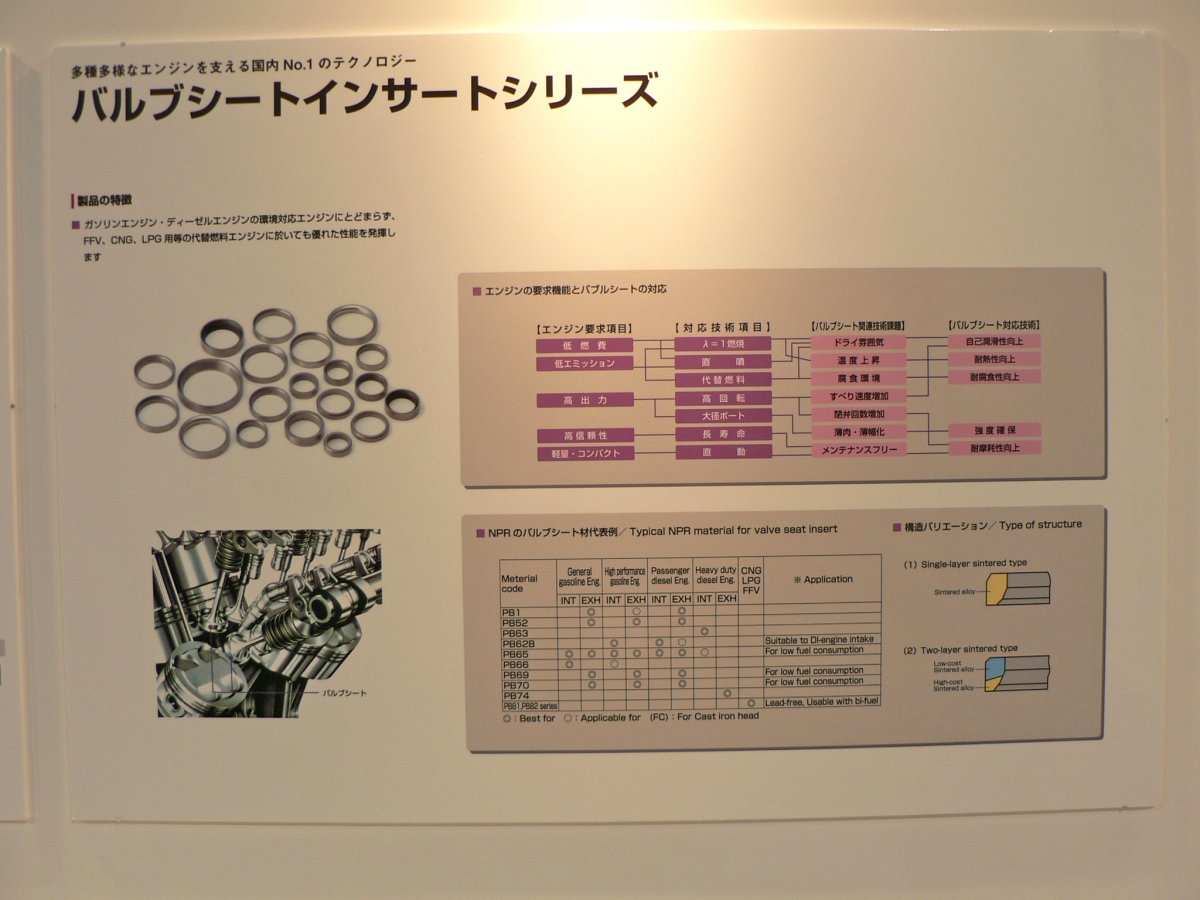 多種多様なエンジンを支える国内 No.1 のテクノロジー
バルブシートインサートシリーズ
製品の特徴
■ ガソリンエンジン・ディーゼルエンジンの環境対応エンジンにとどまらず、
FFV、CNG、LPG 用等の代替燃料エンジンに於いても優れた性能を発揮し
ます
バルブシート
■ エンジンの要求機能とバブルシートの対応
【エンジン要求項目】 【対応技術項目】 【バルブシート関連技術課題】 【バルブシート対応技術】
低燃費 λ=1燃焼 ドライ雰囲気 自己潤滑性向上
低エミッション 直噴 温度上昇 耐熱性向上
代替燃料 腐食環境 耐腐食性向上
高出力 高回転 すべり速度増加
大径ポート 閉弁回数増加
高信頼性 長寿命 薄肉・薄幅化 強度確保
軽量・コンパクト 直動 メンテナンスフリー 耐摩耗性向上
■ NPR のバルブシート材代表例／Typical NPR material for valve seat insert
Meterial code General gasoline Eng. High performance gasoline Eng. Passenger diesel Eng. Heavy duty diesel Eng. CNG LPG FFV ※ Application
INT EXH INT EXH INT EXH INT EXH
PB1 ◎ ○ ◎
PB52 ◎ ◎ ◎
PB63 ◎
PB62B ◎ ◎ ○ Suitable to DI-engine intake
PB65 ◎ ◎ ◎ ◎ ◎ ◎ ○ For low fuel consumption
PB66 ◎ ○
PB69 ◎ ◎ ◎ For low fuel consumption
PB70 ◎ ◎ ◎ For low fuel consumption
PB74 ◎
PB81,PB82 series ◎ Lead-free, Usable with bi-fuel
◎ : Best for ○ : Applicable for (FC) : For Cast iron head
■ 構造バリエーション／Type of structure
(1) Single-layer sintered type
Sintered alloy
(2) Two-layer sintered type
Low-cost
Sintered alloy
High-cost
Sintered alloy